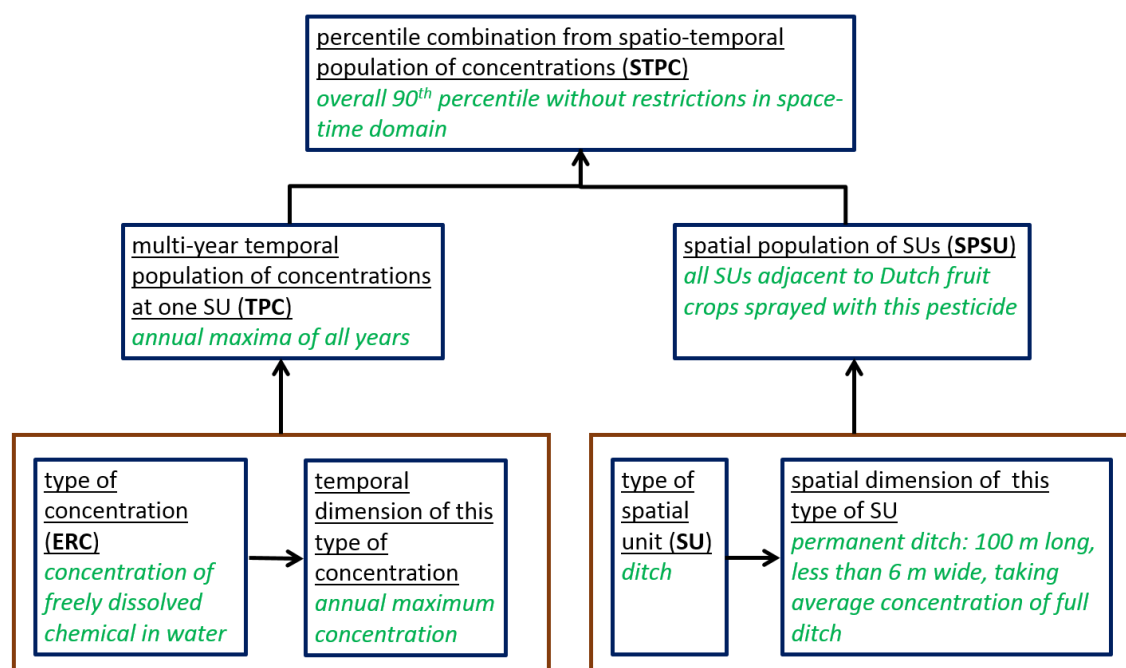 percentile combination from spatio-temporal
population of concentrations (STPC)
overall 90th percentile without restrictions in space-
time domain
multi-year temporal
population of concentrations
at one SU (TPC)
annual maxima of all years
spatial population of SUs (SPSU)
all SUs adjacent to Dutch fruit
crops sprayed with this pesticide
type of
concentration
(ERC)
concentration of
freely dissolved
chemical in water
temporal
dimension of this
type of
concentration
annual maximum
concentration
type of
spatial
unit (SU)
ditch
spatial dimension of this
type of SU
permanent ditch: 100 m long,
less than 6 m wide, taking
average concentration of full
ditch